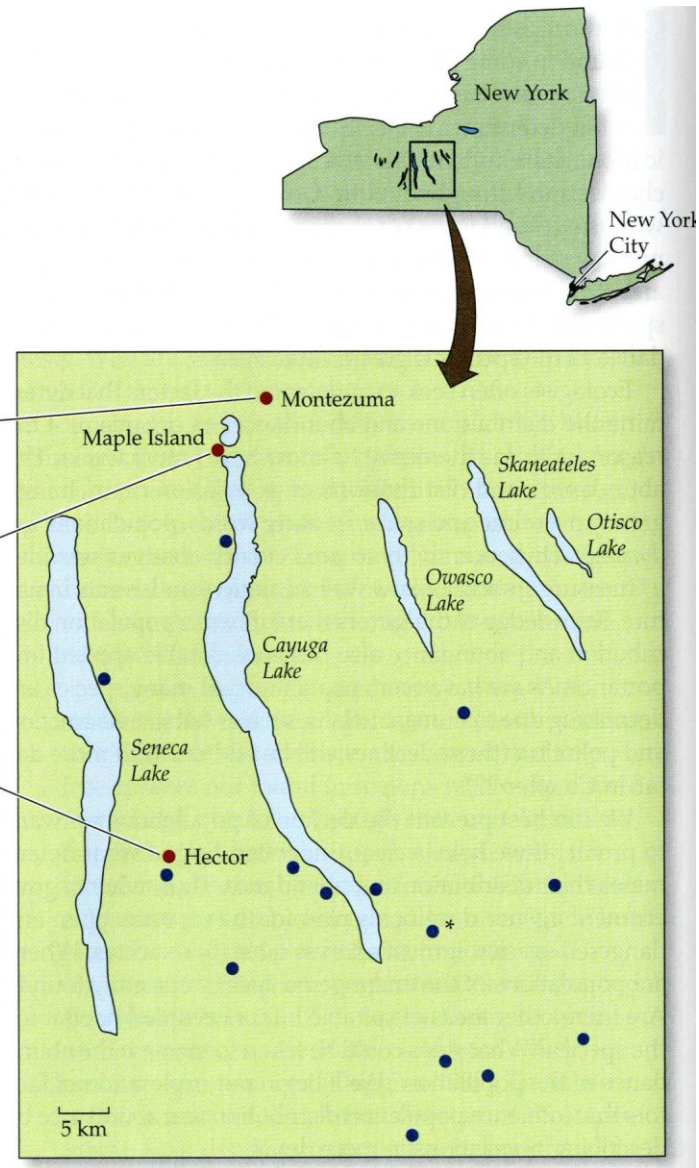 New York
New York
City
Montezuma
Maple Island
Skaneateles
Lake
Otisco
Lake
Owasco
Lake
Cayuga
Lake
Seneca
Lake
Hector
*
5 km